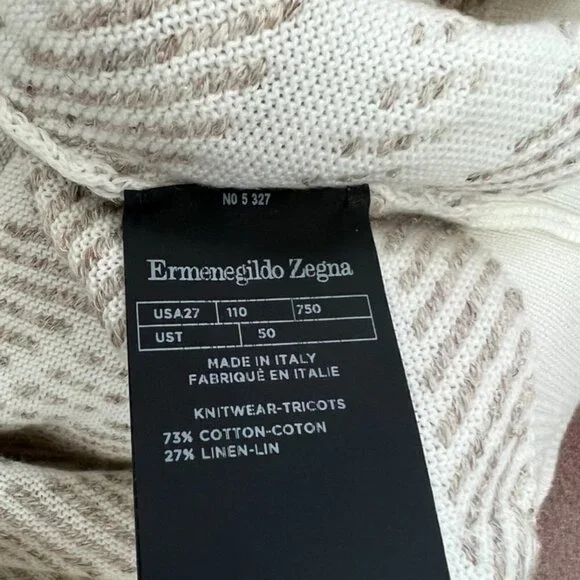 NO 5 327
Ermenegildo Zegna
USA27 110 750
UST 50
MADE IN ITALY
FABRIQUÉ EN ITALIE
KNITWEAR-TRICOTS
73% COTTON-COTON
27% LINEN-LIN